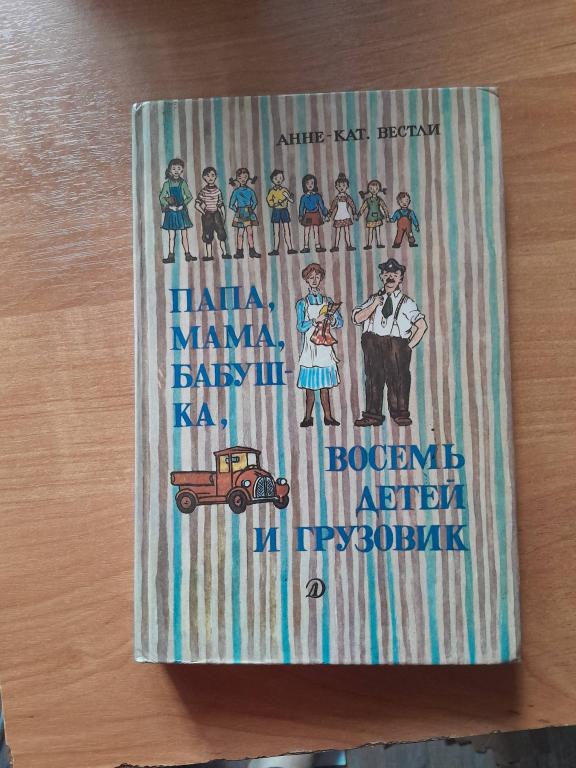 АННЕ-КАТ. ВЕСТЛИ
ПАПА,
МАМА,
БАБУШ-
КА,
ВОСЕМЬ
ДЕТЕЙ
И ГРУЗОВИК